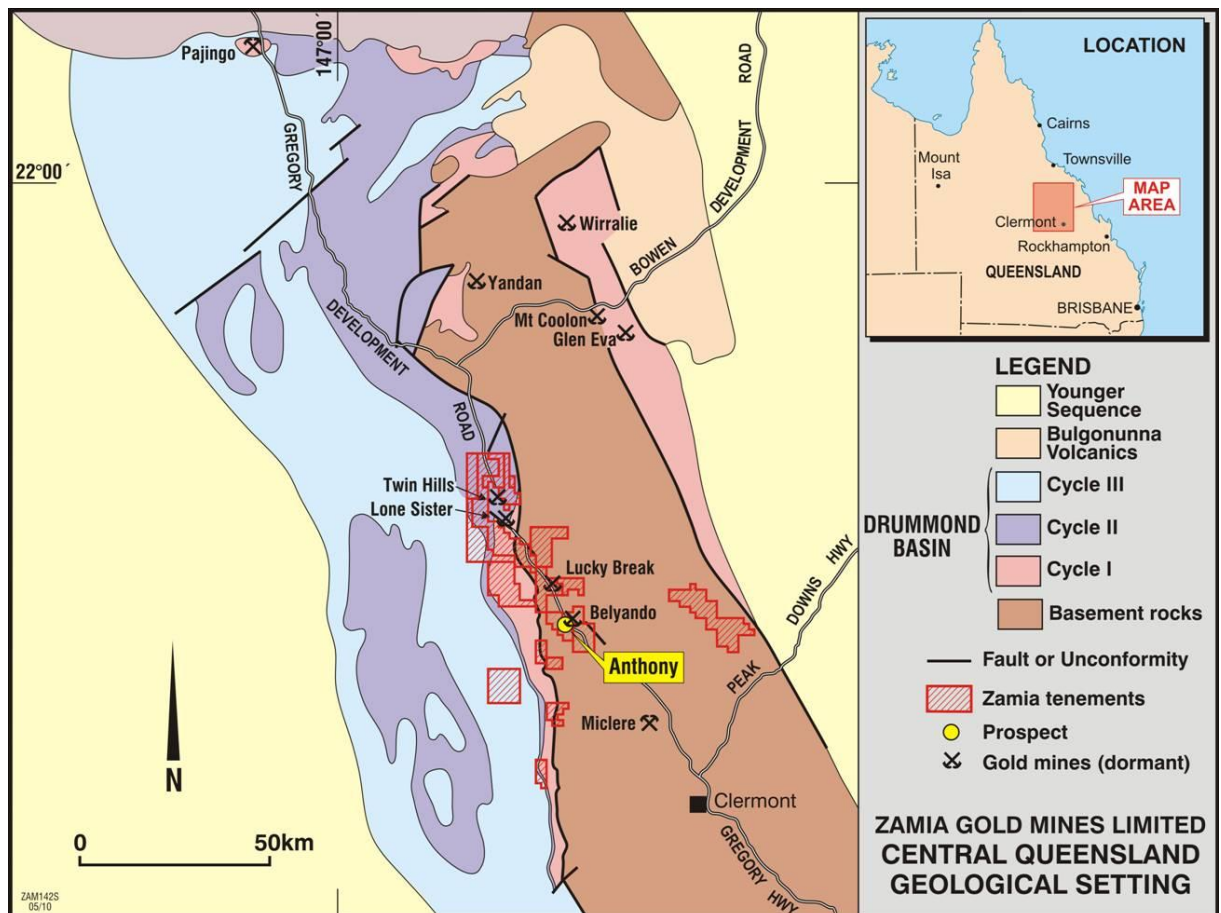 Pajingo
147°00´
22°00´
GREGORY
DEVELOPMENT
ROAD
BOWEN
DEVELOPMENT
ROAD
Wirralie
Yandan
Mt Coolon
Glen Eva
Twin Hills
Lone Sister
Lucky Break
Belyando
Anthony
Miclere
PEAK
DOWNS
HWY
Clermont
GREGORY
HWY
N
0
50km
ZAM142S
05/10
LOCATION
Cairns
Mount
Isa
Townsville
MAP
AREA
Clermont
Rockhampton
QUEENSLAND
BRISBANE
LEGEND
Younger
Sequence
Bulgonunna
Volcanics
DRUMMOND
BASIN
Cycle III
Cycle II
Cycle I
Basement rocks
Fault or Unconformity
Zamia tenements
Prospect
Gold mines (dormant)
ZAMIA GOLD MINES LIMITED
CENTRAL QUEENSLAND
GEOLOGICAL SETTING